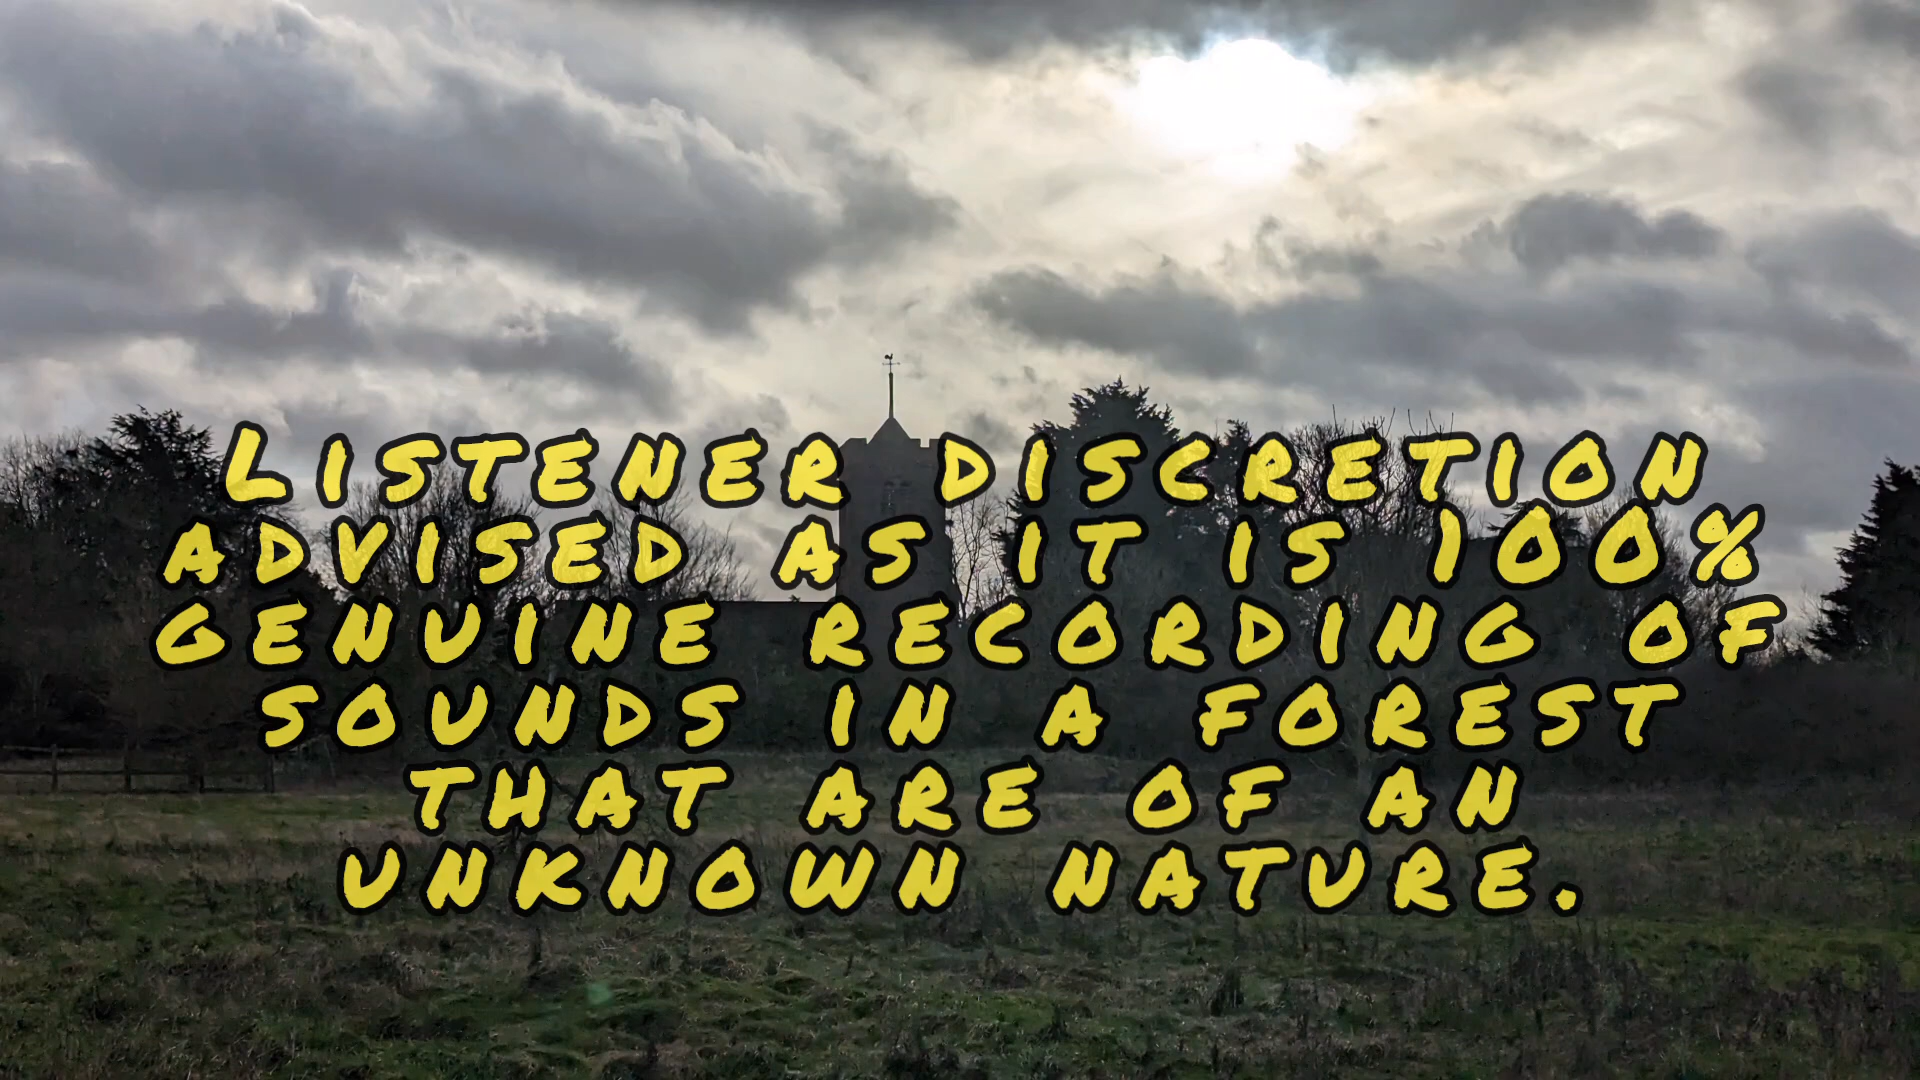 Listener discretion
advised as it is 100%
genuine recording of
sounds in a forest
that are of an
unknown nature.